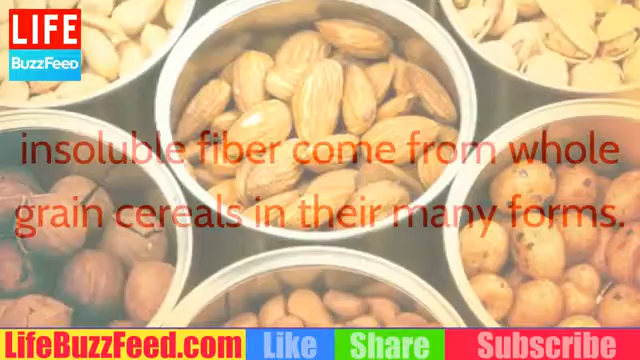 LIFE
BuzzFeed
insoluble fiber come from whole
grain cereals in their many forms.
LifeBuzzFeed.com Like Share Subscribe